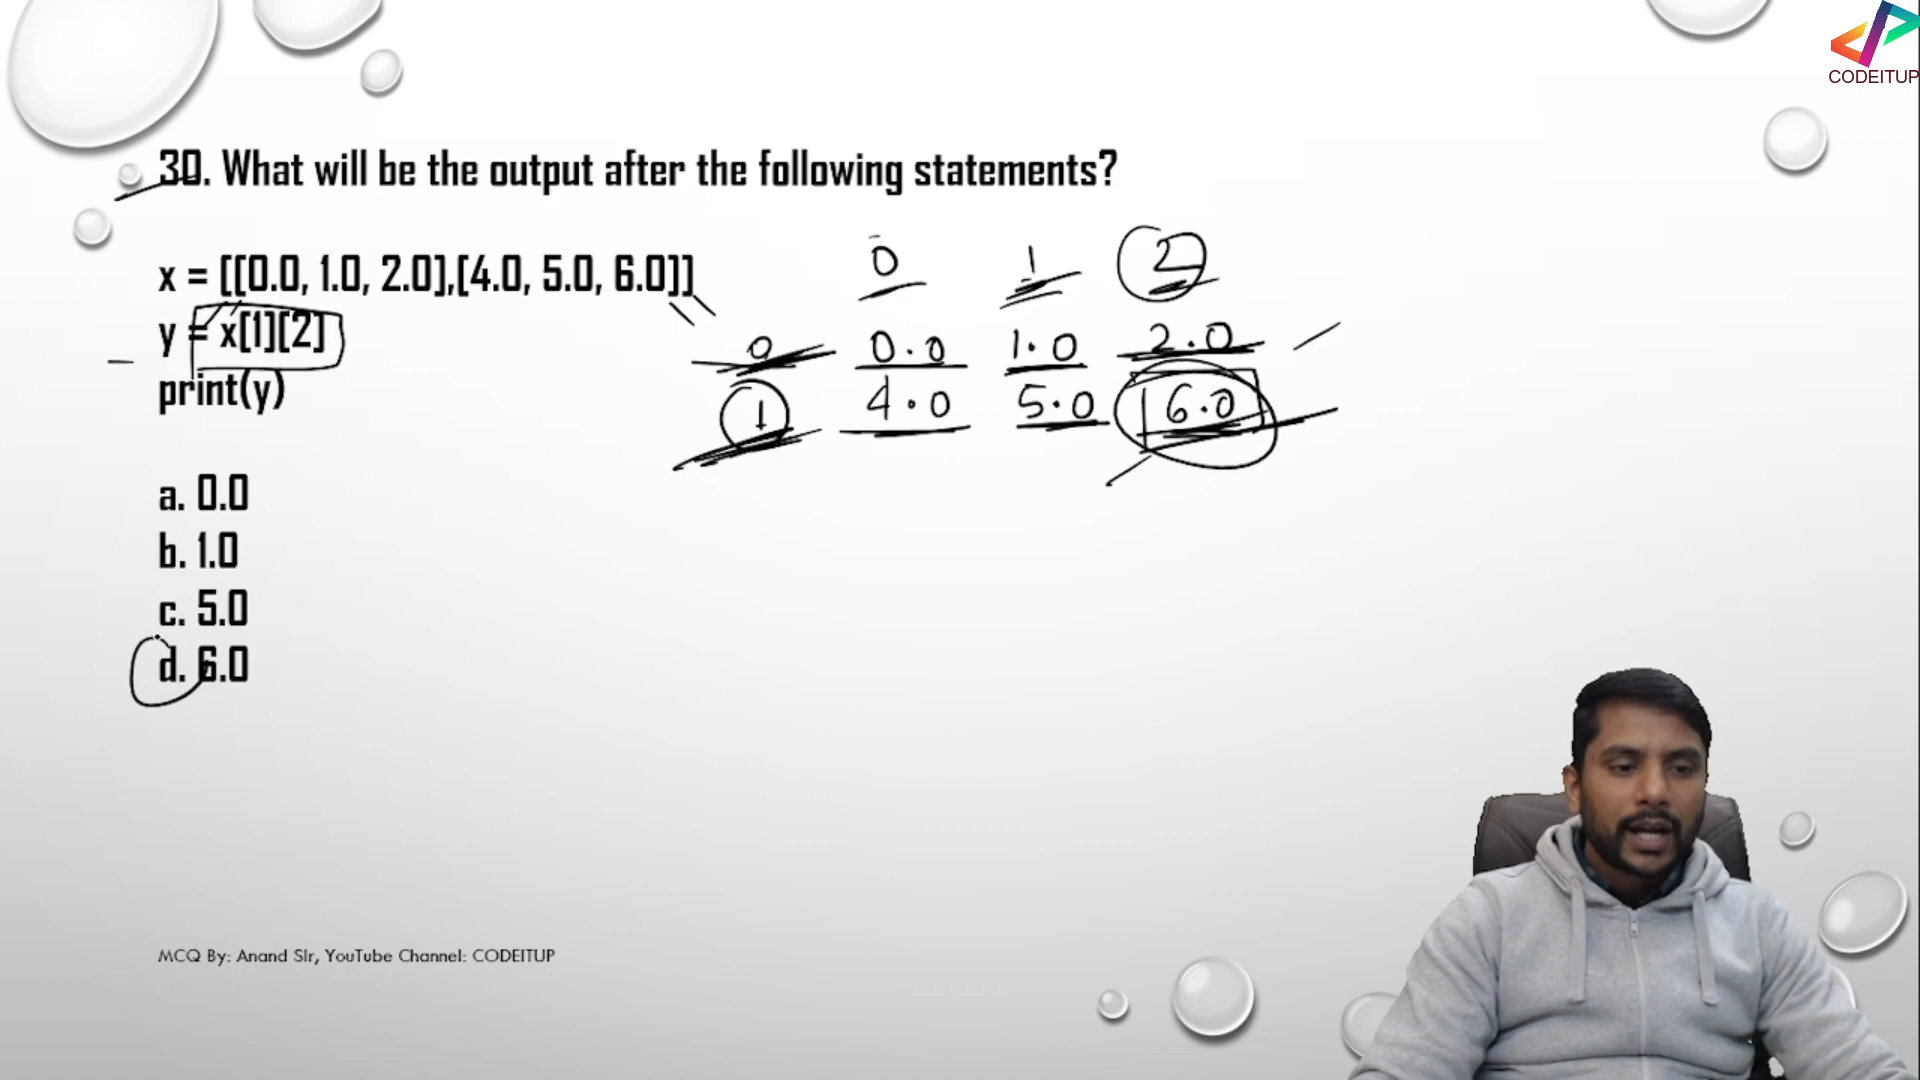 CODEITUP
30. What will be the output after the following statements?
x = [[0.0, 1.0, 2.0],[4.0, 5.0, 6.0]]
y = x[1][2]
print(y)
0 1 2
0 0.0 1.0 2.0
1 4.0 5.0 6.0
a. 0.0
b. 1.0
c. 5.0
d. 6.0
MCQ By: Anand SIr, YouTube Channel: CODEITUP